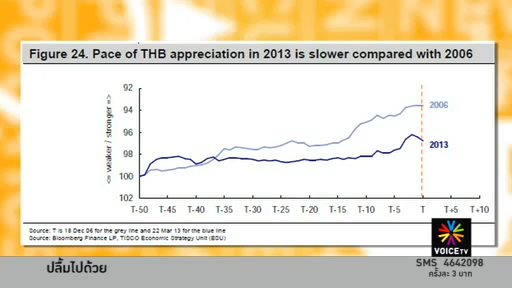 Figure 24. Pace of THB appreciation in 2013 is slower compared with 2006
<= weaker / stronger =>
92
94
96
98
100
102
2006
2013
T-50 T-45 T-40 T-35 T-30 T-25 T-20 T-15 T-10 T-5 T T+5 T+10
Source: T is 18 Dec 06 for the grey line and 22 Mar 13 for the blue line
Source: Bloomberg Finance LP, TISCO Economic Strategy Unit (ESU)
VOICETV
ปลื้มไปด้วย
SMS 4642098
ครั้งละ 3 บาท